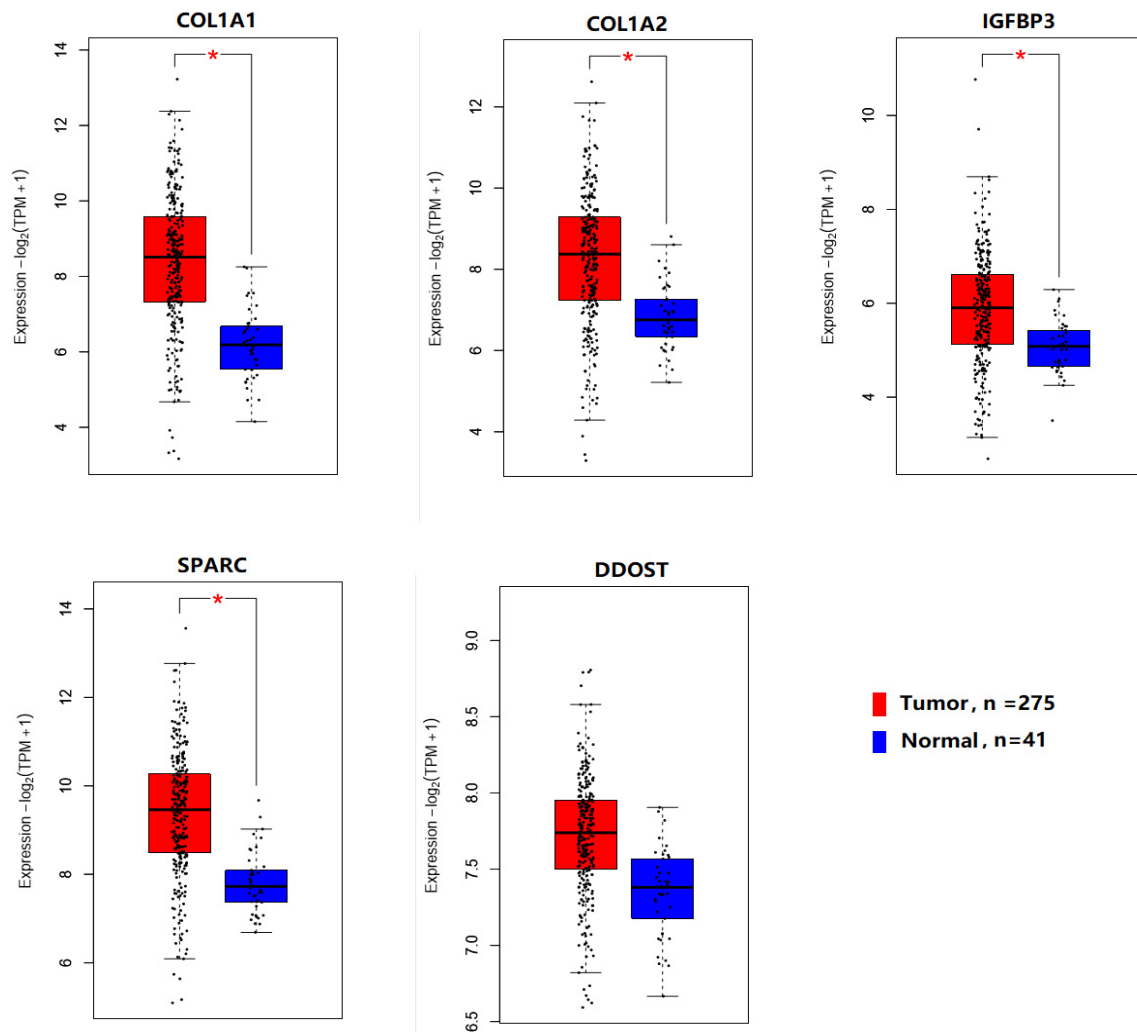 COL1A1
14
12
10
8
6
4
Expression − log₂(TPM + 1)
*
COL1A2
12
10
8
6
4
Expression − log₂(TPM + 1)
*
IGFBP3
10
8
6
4
Expression − log₂(TPM + 1)
*
SPARC
14
12
10
8
6
Expression − log₂(TPM + 1)
*
DDOST
9.0
8.5
8.0
7.5
7.0
6.5
Expression − log₂(TPM + 1)
Tumor, n =275
Normal, n=41